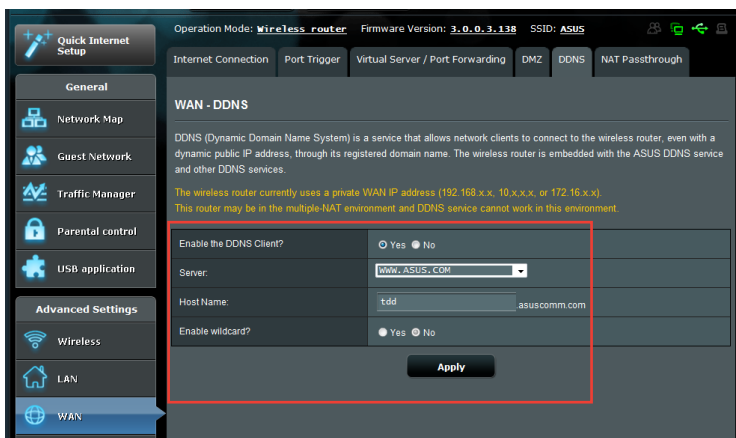 Quick Internet
Setup
General
Network Map
Guest Network
Traffic Manager
Parental control
USB application
Advanced Settings
Wireless
LAN
WAN
Operation Mode: Wireless router Firmware Version: 3.0.0.3.138 SSID: ASUS
Internet Connection Port Trigger Virtual Server / Port Forwarding DMZ DDNS NAT Passthrough
WAN - DDNS
DDNS (Dynamic Domain Name System) is a service that allows network clients to connect to the wireless router, even with a
dynamic public IP address, through its registered domain name. The wireless router is embedded with the ASUS DDNS service
and other DDNS services.
The wireless router currently uses a private WAN IP address (192.168.x.x, 10,x,x,x, or 172.16.x.x).
This router may be in the multiple-NAT environment and DDNS service cannot work in this environment.
Enable the DDNS Client? Yes No
Server: WWW.ASUS.COM
Host Name: tdd .asuscomm.com
Enable wildcard? Yes No
Apply